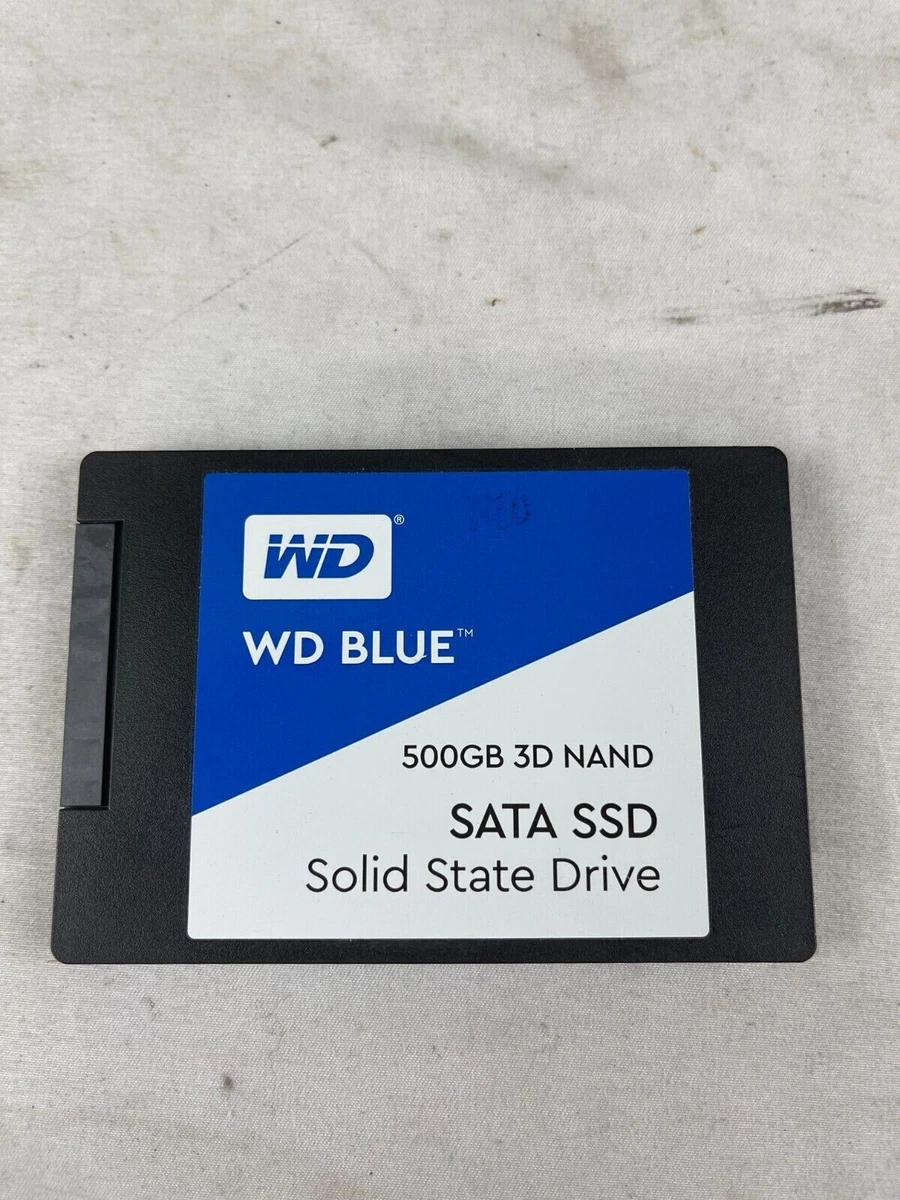 WD®
WD BLUE™
500GB 3D NAND
SATA SSD
Solid State Drive